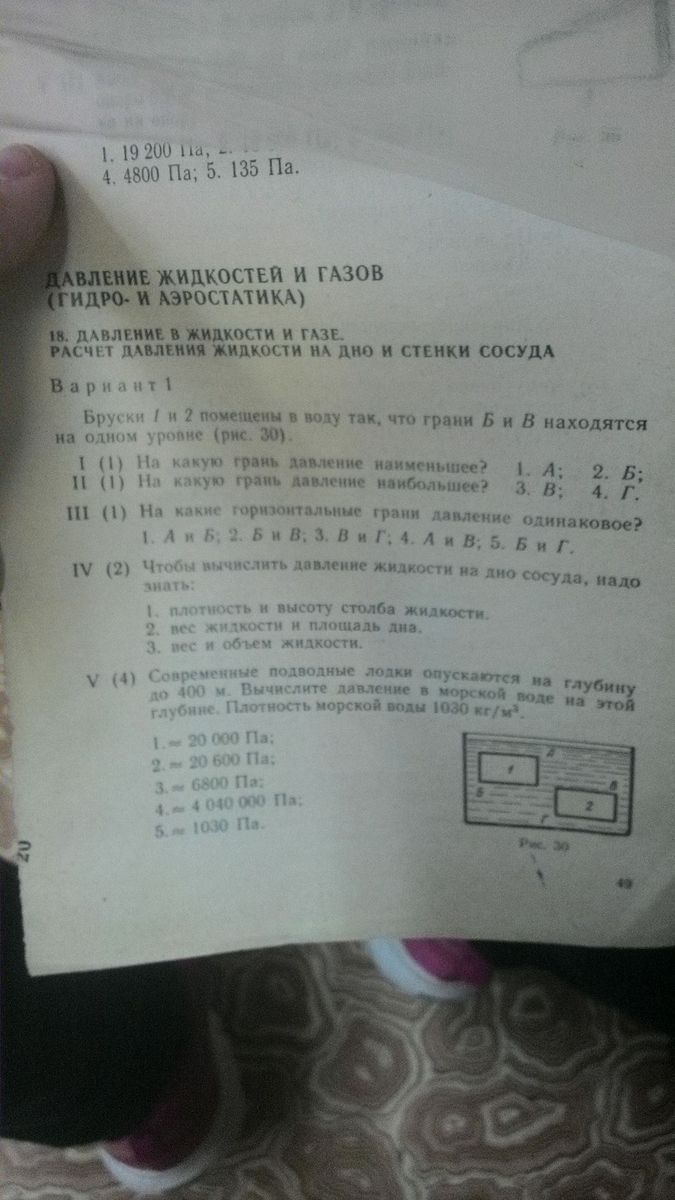 1. 19 200 Па; 2.
4. 4800 Па; 5. 135 Па.
ДАВЛЕНИЕ ЖИДКОСТЕЙ И ГАЗОВ
(ГИДРО- И АЭРОСТАТИКА)
18. ДАВЛЕНИЕ В ЖИДКОСТИ И ГАЗЕ.
РАСЧЕТ ДАВЛЕНИЯ ЖИДКОСТИ НА ДНО И СТЕНКИ СОСУДА
Вариант 1
Бруски 1 и 2 помещены в воду так, что грани Б и В находятся
на одном уровне (рис. 30).
I (1) На какую грань давление наименьшее? 1. А; 2. Б;
II (1) На какую грань давление наибольшее? 3. В; 4. Г.
III (1) На какие горизонтальные грани давление одинаковое?
1. А и Б; 2. Б и В; 3. В и Г; 4. А и В; 5. Б и Г.
IV (2) Чтобы вычислить давление жидкости на дно сосуда, надо
знать:
1. плотность и высоту столба жидкости.
2. вес жидкости и площадь дна.
3. вес и объем жидкости.
V (4) Современные подводные лодки опускаются на глубину
до 400 м. Вычислите давление в морской воде на этой
глубине. Плотность морской воды 1030 кг/м³.
1. ≈ 20 000 Па;
2. ≈ 20 600 Па;
3. ≈ 6800 Па;
4. ≈ 4 040 000 Па;
5. ≈ 1030 Па.
А
1
Б
В
2
Г
Рис. 30
49
20